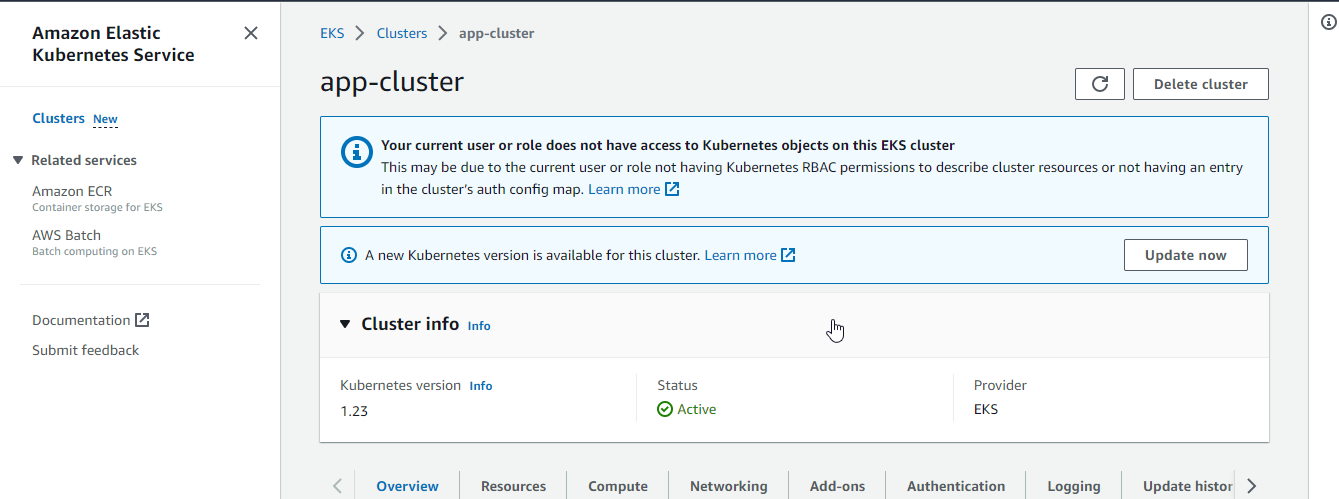 Amazon Elastic
Kubernetes Service
Clusters New
Related services
Amazon ECR
Container storage for EKS
AWS Batch
Batch computing on EKS
Documentation
Submit feedback
EKS Clusters app-cluster
app-cluster
Delete cluster
Your current user or role does not have access to Kubernetes objects on this EKS cluster
This may be due to the current user or role not having Kubernetes RBAC permissions to describe cluster resources or not having an entry
in the cluster's auth config map. Learn more
A new Kubernetes version is available for this cluster. Learn more Update now
Cluster info Info
Kubernetes version Info Status Provider
1.23 Active EKS
Overview Resources Compute Networking Add-ons Authentication Logging Update histor